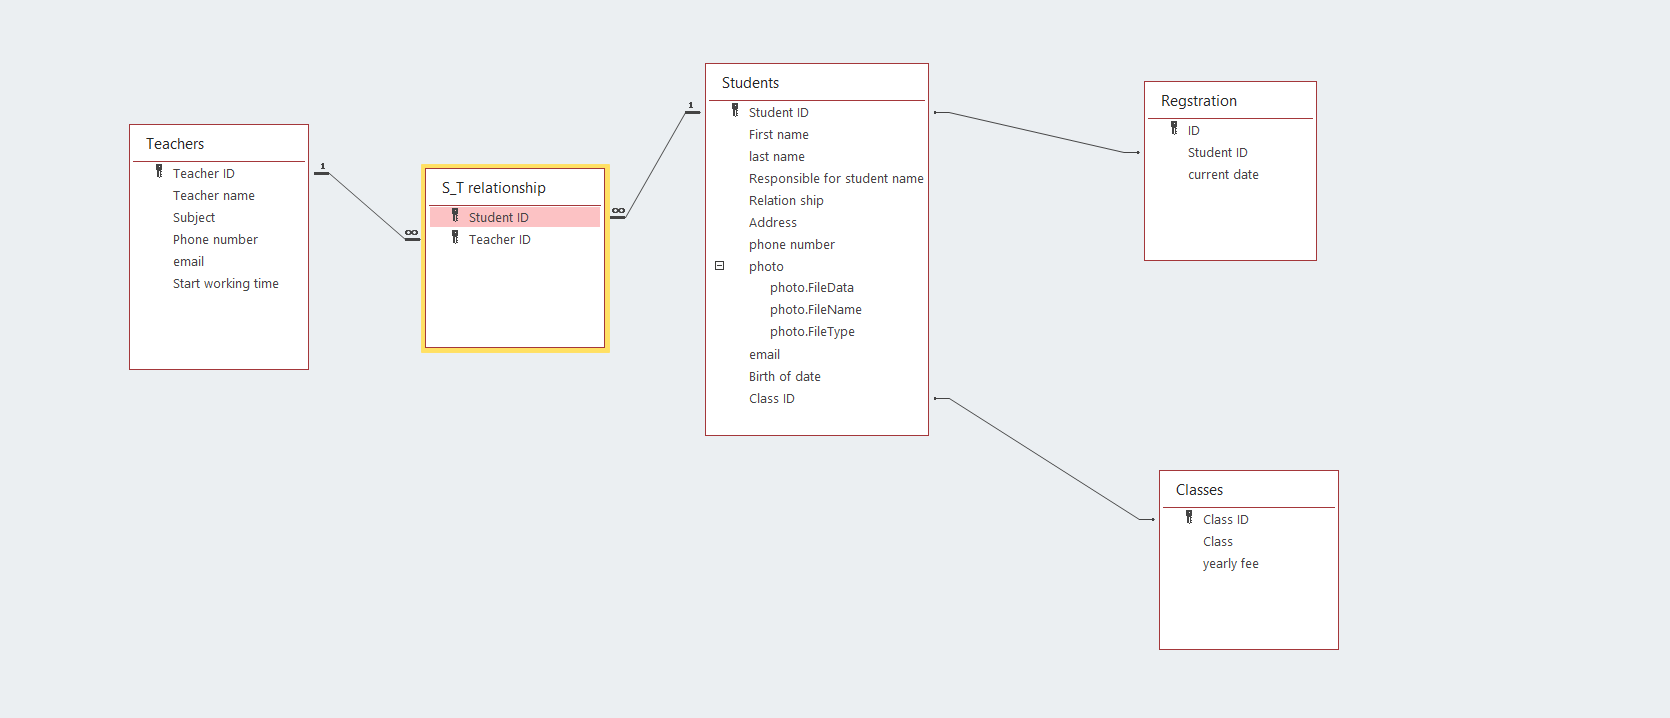 Teachers
Teacher ID
Teacher name
Subject
Phone number
email
Start working time
1
∞
S_T relationship
Student ID
Teacher ID
∞
1
Students
Student ID
First name
last name
Responsible for student name
Relation ship
Address
phone number
photo
photo.FileData
photo.FileName
photo.FileType
email
Birth of date
Class ID
Regstration
ID
Student ID
current date
Classes
Class ID
Class
yearly fee